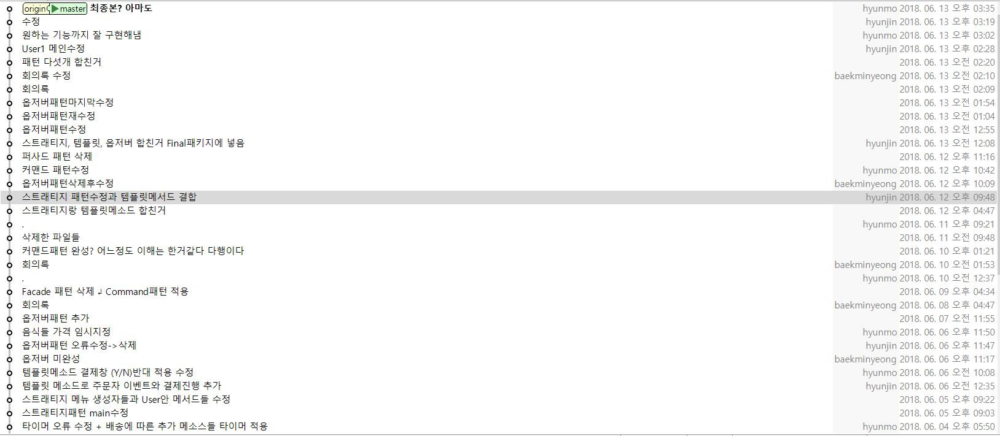 origin master 최종본? 아마도 hyunmo 2018. 06. 13 오후 03:35
수정 hyunjin 2018. 06. 13 오후 03:19
원하는 기능까지 잘 구현해냄 hyunmo 2018. 06. 13 오후 03:02
User1 메인수정 hyunjin 2018. 06. 13 오후 02:28
패턴 다섯개 합친거 2018. 06. 13 오전 02:20
회의록 수정 baekminyeong 2018. 06. 13 오전 02:10
회의록 2018. 06. 13 오전 02:09
옵저버패턴마지막수정 2018. 06. 13 오전 01:54
옵저버패턴재수정 2018. 06. 13 오전 01:04
옵저버패턴수정 2018. 06. 13 오전 12:55
스트래티지, 템플릿, 옵저버 합친거 Final패키지에 넣음 hyunjin 2018. 06. 13 오전 12:08
퍼사드 패턴 삭제 2018. 06. 12 오후 11:16
커맨드 패턴수정 hyunmo 2018. 06. 12 오후 10:42
옵저버패턴삭제후수정 baekminyeong 2018. 06. 12 오후 10:09
스트래티지 패턴수정과 템플릿메서드 결합 hyunjin 2018. 06. 12 오후 09:48
스트래티지랑 템플릿메소드 합친거 2018. 06. 12 오후 04:47
. hyunmo 2018. 06. 11 오후 09:21
삭제한 파일들 2018. 06. 11 오전 09:48
커맨드패턴 완성? 어느정도 이해는 한거같다 다행이다 2018. 06. 10 오후 01:21
회의록 baekminyeong 2018. 06. 10 오전 01:53
. hyunmo 2018. 06. 10 오전 12:37
Facade 패턴 삭제 ↲ Command패턴 적용 2018. 06. 09 오후 04:34
회의록 baekminyeong 2018. 06. 08 오후 04:47
옵저버패턴 추가 2018. 06. 07 오전 11:55
음식들 가격 임시지정 hyunmo 2018. 06. 06 오후 11:50
옵저버패턴 오류수정->삭제 hyunjin 2018. 06. 06 오후 11:47
옵저버 미완성 baekminyeong 2018. 06. 06 오후 11:17
템플릿메소드 결제창 (Y/N)반대 적용 수정 hyunmo 2018. 06. 06 오전 10:08
템플릿 메소드로 주문자 이벤트와 결제진행 추가 hyunjin 2018. 06. 06 오전 12:35
스트래티지 메뉴 생성자들과 User안 메서드들 수정 2018. 06. 05 오후 09:22
스트래티지패턴 main수정 2018. 06. 05 오후 09:03
타이머 오류 수정 + 배송에 따른 추가 메소스들 타이머 적용 hyunmo 2018. 06. 04 오후 05:50